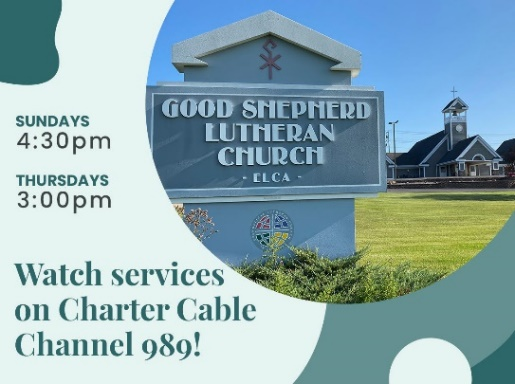 SUNDAYS
4:30pm
THURSDAYS
3:00pm
Watch services
on Charter Cable
Channel 989!
GOOD SHEPHERD
LUTHERAN
CHURCH
- ELCA -